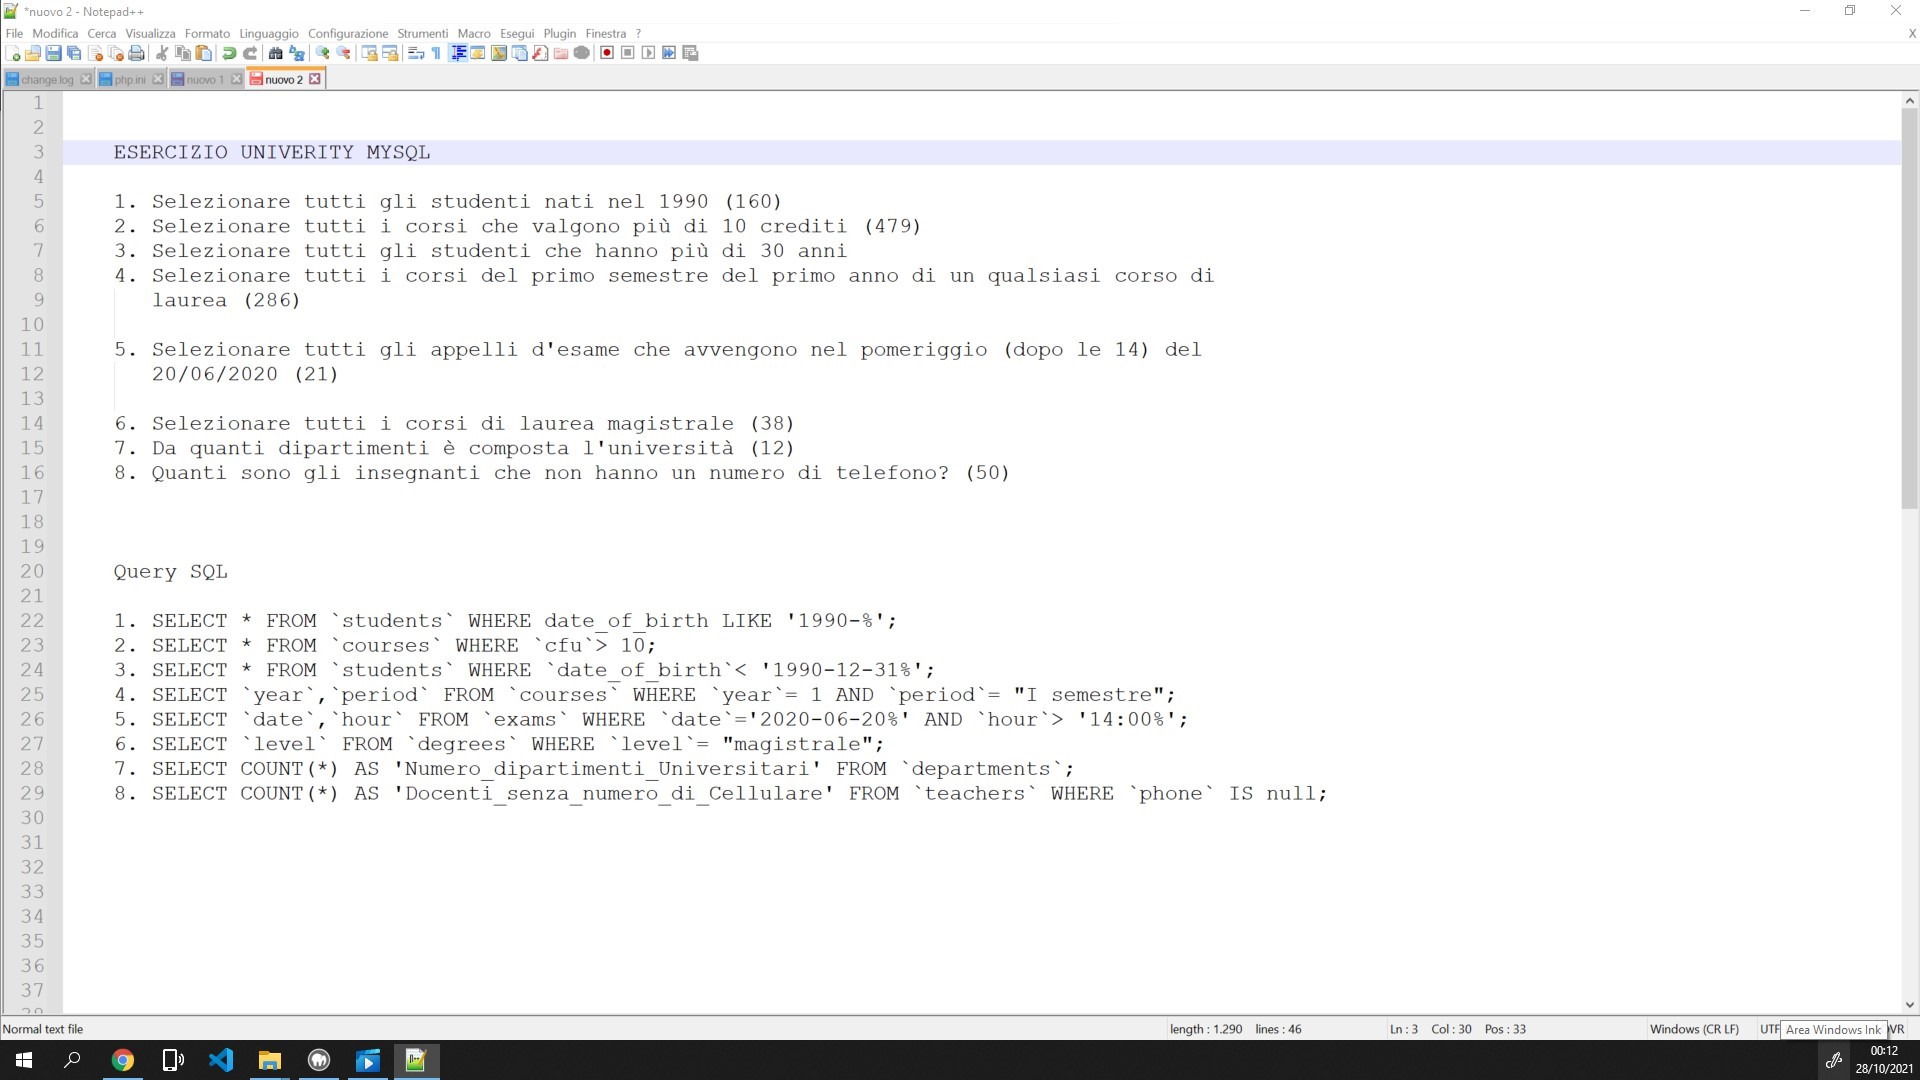 *nuovo 2 - Notepad++
File Modifica Cerca Visualizza Formato Linguaggio Configurazione Strumenti Macro Esegui Plugin Finestra ? X
change.log php.ini nuovo 1 nuovo 2
1
2
3 ESERCIZIO UNIVERITY MYSQL
4
5 1. Selezionare tutti gli studenti nati nel 1990 (160)
6 2. Selezionare tutti i corsi che valgono più di 10 crediti (479)
7 3. Selezionare tutti gli studenti che hanno più di 30 anni
8 4. Selezionare tutti i corsi del primo semestre del primo anno di un qualsiasi corso di
9 laurea (286)
10
11 5. Selezionare tutti gli appelli d'esame che avvengono nel pomeriggio (dopo le 14) del
12 20/06/2020 (21)
13
14 6. Selezionare tutti i corsi di laurea magistrale (38)
15 7. Da quanti dipartimenti è composta l'università (12)
16 8. Quanti sono gli insegnanti che non hanno un numero di telefono? (50)
17
18
19
20 Query SQL
21
22 1. SELECT * FROM `students` WHERE date_of_birth LIKE '1990-%';
23 2. SELECT * FROM `courses` WHERE `cfu`> 10;
24 3. SELECT * FROM `students` WHERE `date_of_birth`< '1990-12-31%';
25 4. SELECT `year`,`period` FROM `courses` WHERE `year`= 1 AND `period`= "I semestre";
26 5. SELECT `date`,`hour` FROM `exams` WHERE `date`='2020-06-20%' AND `hour`> '14:00%';
27 6. SELECT `level` FROM `degrees` WHERE `level`= "magistrale";
28 7. SELECT COUNT(*) AS 'Numero_dipartimenti_Universitari' FROM `departments`;
29 8. SELECT COUNT(*) AS 'Docenti_senza_numero_di_Cellulare' FROM `teachers` WHERE `phone` IS null;
30
31
32
33
34
35
36
37
Normal text file length : 1.290 lines : 46 Ln : 3 Col : 30 Pos : 33 Windows (CR LF) UTF Area Windows Ink VR
00:12
28/10/2021